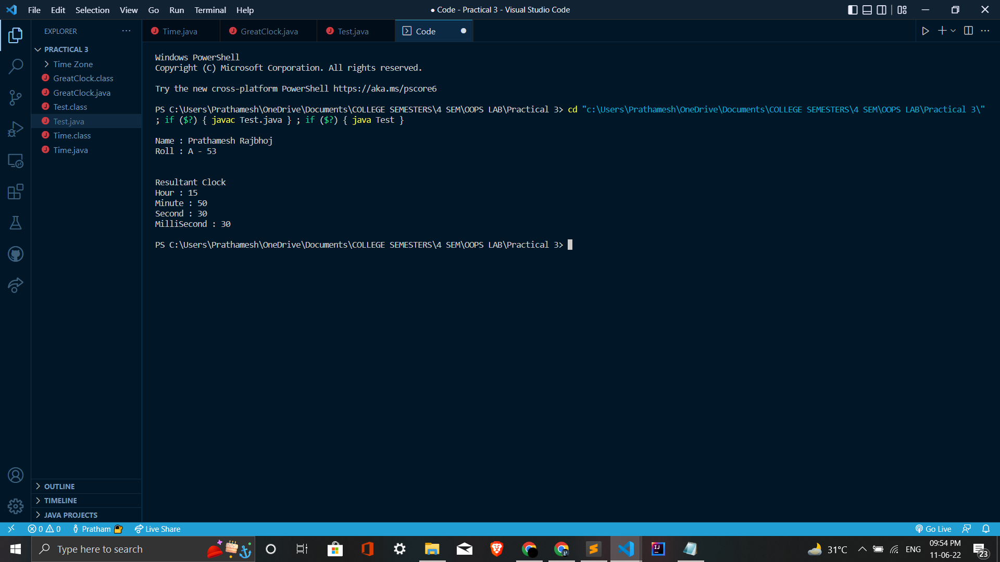 File Edit Selection View Go Run Terminal Help
● Code - Practical 3 - Visual Studio Code
EXPLORER
Time.java
GreatClock.java
Test.java
Code
PRACTICAL 3
Time Zone
GreatClock.class
GreatClock.java
Test.class
Test.java
Time.class
Time.java
Windows PowerShell
Copyright (C) Microsoft Corporation. All rights reserved.
Try the new cross-platform PowerShell https://aka.ms/pscore6
PS C:\Users\Prathamesh\OneDrive\Documents\COLLEGE SEMESTERS\4 SEM\OOPS LAB\Practical 3> cd "c:\Users\Prathamesh\OneDrive\Documents\COLLEGE SEMESTERS\4 SEM\OOPS LAB\Practical 3\"
; if ($?) { javac Test.java } ; if ($?) { java Test }
Name : Prathamesh Rajbhoj
Roll : A - 53
Resultant Clock
Hour : 15
Minute : 50
Second : 30
MilliSecond : 30
PS C:\Users\Prathamesh\OneDrive\Documents\COLLEGE SEMESTERS\4 SEM\OOPS LAB\Practical 3>
OUTLINE
TIMELINE
JAVA PROJECTS
0 0 Pratham Live Share
Go Live
Type here to search
31°C
ENG
09:54 PM
11-06-22
23